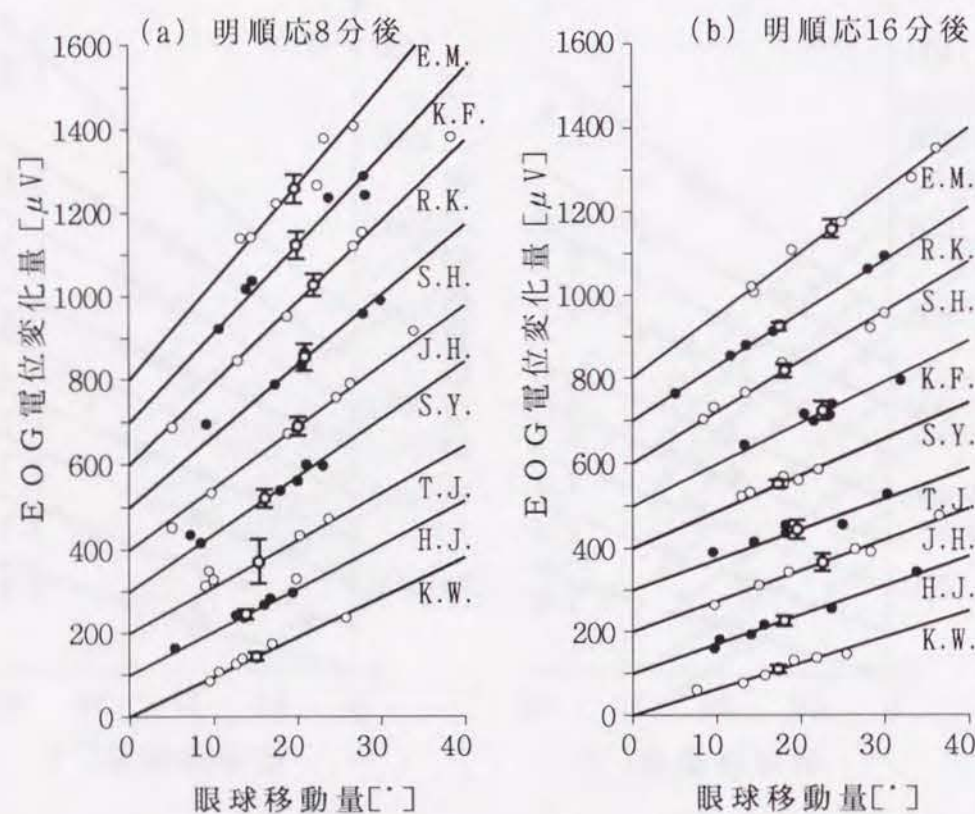 (a) 明順応8分後
1600
1400
1200
1000
800
600
400
200
0
EOG電位変化量[μV]
E.M.
K.F.
R.K.
S.H.
J.H.
S.Y.
T.J.
H.J.
K.W.
0 10 20 30 40
眼球移動量[°]
(b) 明順応16分後
1600
1400
1200
1000
800
600
400
200
0
EOG電位変化量[μV]
E.M.
R.K.
S.H.
K.F.
S.Y.
T.J.
J.H.
H.J.
K.W.
0 10 20 30 40
眼球移動量[°]